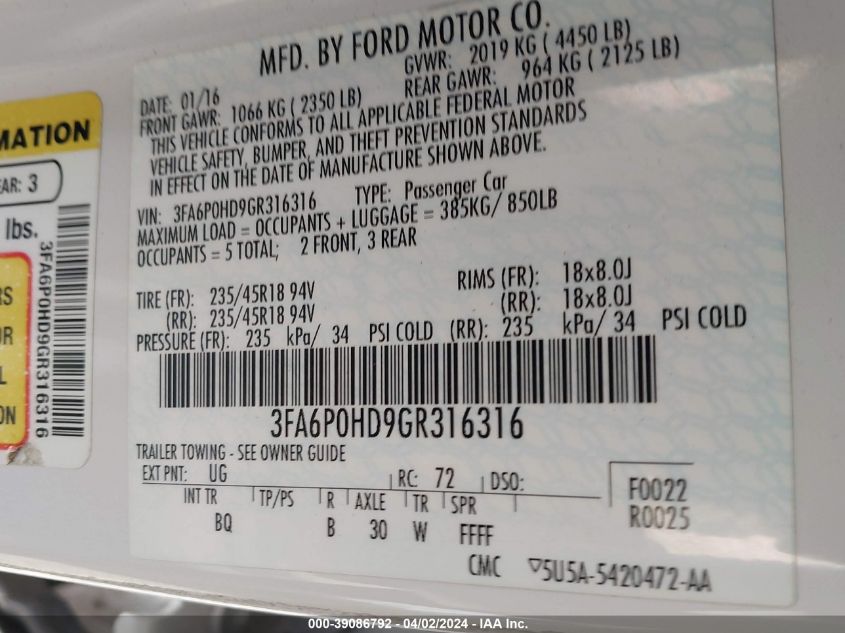 MFD. BY FORD MOTOR CO.
DATE: 01/16 GVWR: 2019 KG ( 4450 LB)
FRONT GAWR: 1066 KG ( 2350 LB) REAR GAWR: 964 KG ( 2125 LB)
THIS VEHICLE CONFORMS TO ALL APPLICABLE FEDERAL MOTOR
VEHICLE SAFETY, BUMPER, AND THEFT PREVENTION STANDARDS
IN EFFECT ON THE DATE OF MANUFACTURE SHOWN ABOVE.
VIN: 3FA6P0HD9GR316316 TYPE: Passenger Car
MAXIMUM LOAD = OCCUPANTS + LUGGAGE = 385KG/ 850LB
OCCUPANTS = 5 TOTAL; 2 FRONT, 3 REAR
TIRE (FR): 235/45R18 94V RIMS (FR): 18x8.0J
(RR): 235/45R18 94V (RR): 18x8.0J
PRESSURE (FR): 235 kPa/ 34 PSI COLD (RR): 235 kPa/ 34 PSI COLD
3FA6P0HD9GR316316
TRAILER TOWING - SEE OWNER GUIDE
EXT PNT: UG RC: 72 DSO:
INT TR TP/PS R AXLE TR SPR
BQ B 30 W FFFF
F0022
R0025
CMC ▽5U5A-5420472-AA
MATION
EAR: 3
lbs.
3FA6P0HD9GR316316
RS
OR
L
ON
000-39086792 - 04/02/2024 - IAA Inc.